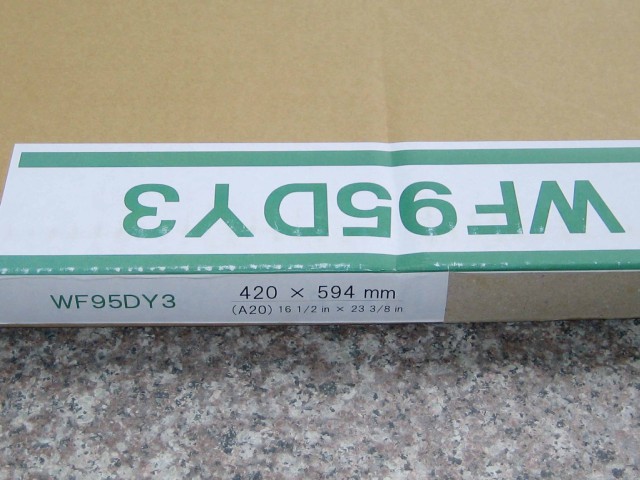 WF95DY3
WF95DY3
420 × 594 mm
(A20) 16 1/2 in × 23 3/8 in